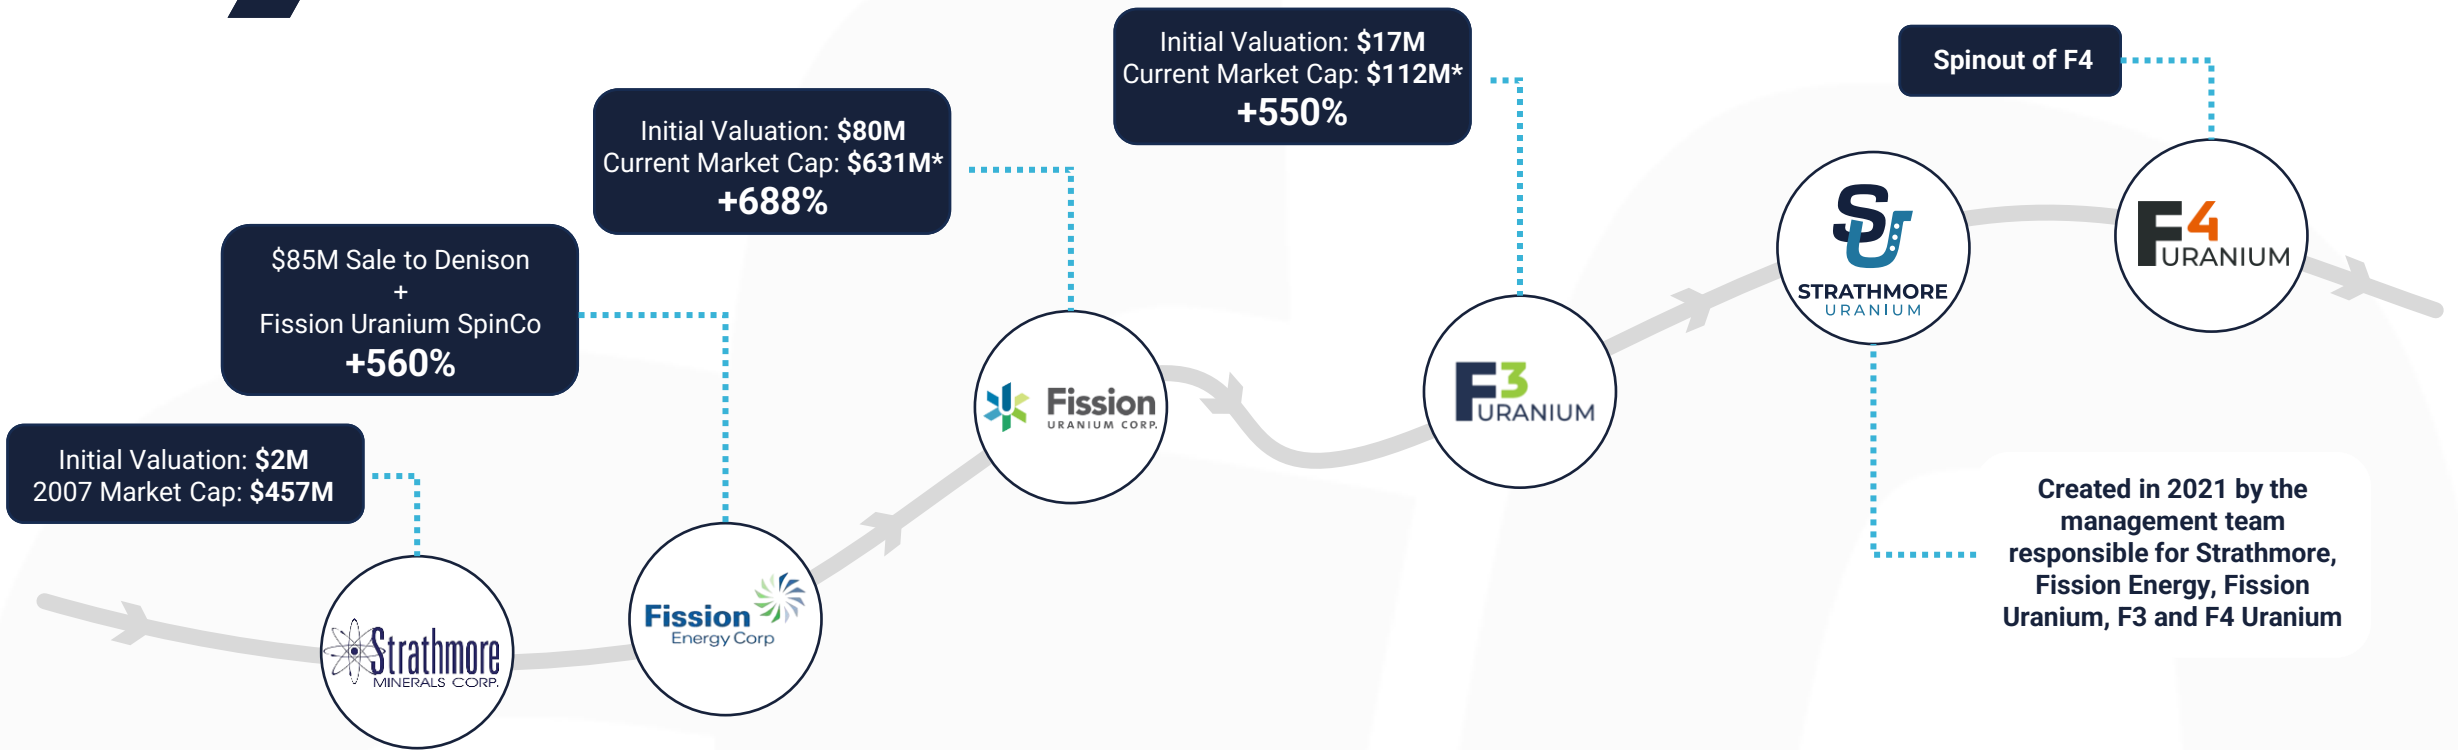 Initial Valuation: $2M
2007 Market Cap: $457M
Strathmore
MINERALS CORP.
$85M Sale to Denison
+
Fission Uranium SpinCo
+560%
Fission
Energy Corp
Initial Valuation: $80M
Current Market Cap: $631M*
+688%
Fission
URANIUM CORP.
Initial Valuation: $17M
Current Market Cap: $112M*
+550%
F3
URANIUM
SU
STRATHMORE
URANIUM
Created in 2021 by the
management team
responsible for Strathmore,
Fission Energy, Fission
Uranium, F3 and F4 Uranium
Spinout of F4
F4
URANIUM